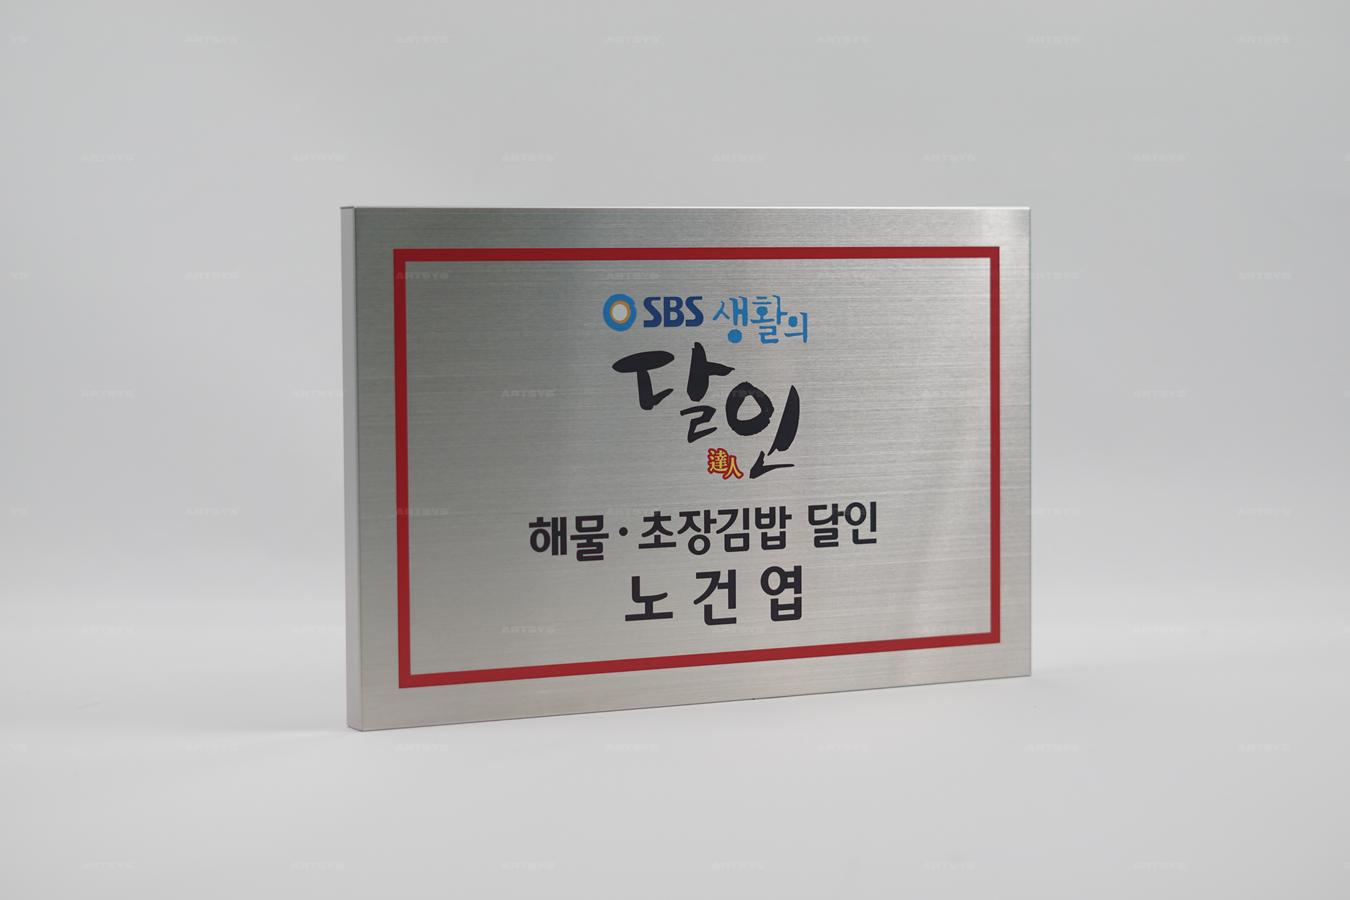 SBS 생활의
달인
達人
해물·초장김밥 달인
노건엽
ARTSYS